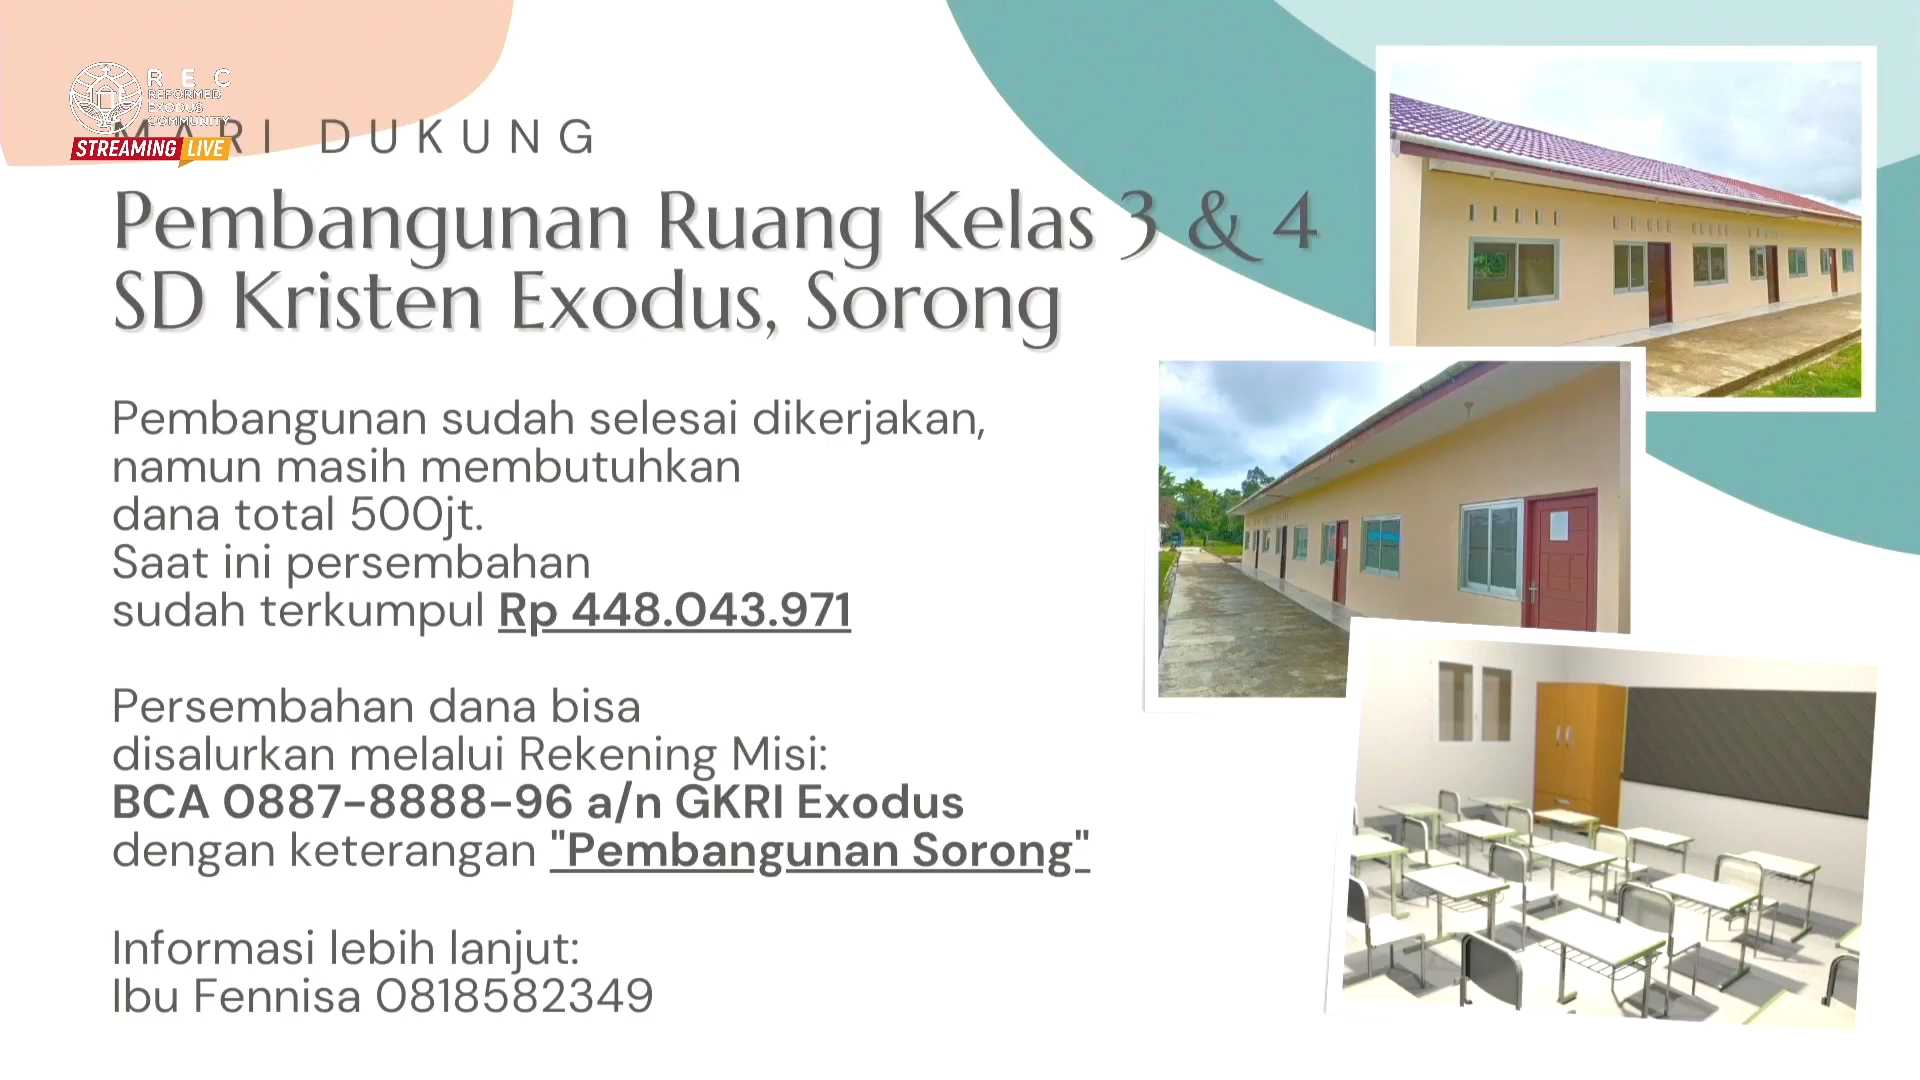 REC
REFORMED
EXODUS
COMMUNITY
STREAMING LIVE
MARI DUKUNG
Pembangunan Ruang Kelas 3 & 4
SD Kristen Exodus, Sorong
Pembangunan sudah selesai dikerjakan,
namun masih membutuhkan
dana total 500jt.
Saat ini persembahan
sudah terkumpul Rp 448.043.971
Persembahan dana bisa
disalurkan melalui Rekening Misi:
BCA 0887-8888-96 a/n GKRI Exodus
dengan keterangan "Pembangunan Sorong"
Informasi lebih lanjut:
Ibu Fennisa 0818582349